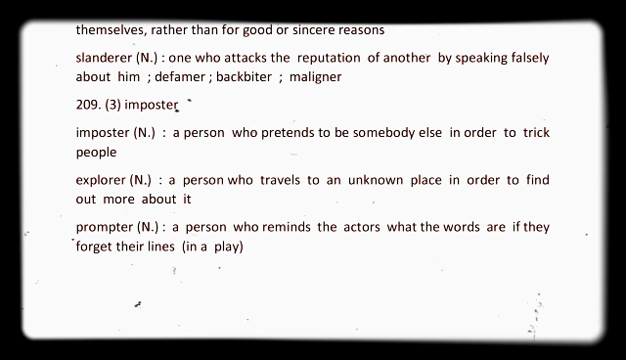 themselves, rather than for good or sincere reasons
slanderer (N.) : one who attacks the reputation of another by speaking falsely
about him ; defamer ; backbiter ; maligner
209. (3) imposter
imposter (N.) : a person who pretends to be somebody else in order to trick
people
explorer (N.) : a person who travels to an unknown place in order to find
out more about it
prompter (N.) : a person who reminds the actors what the words are if they
forget their lines (in a play)